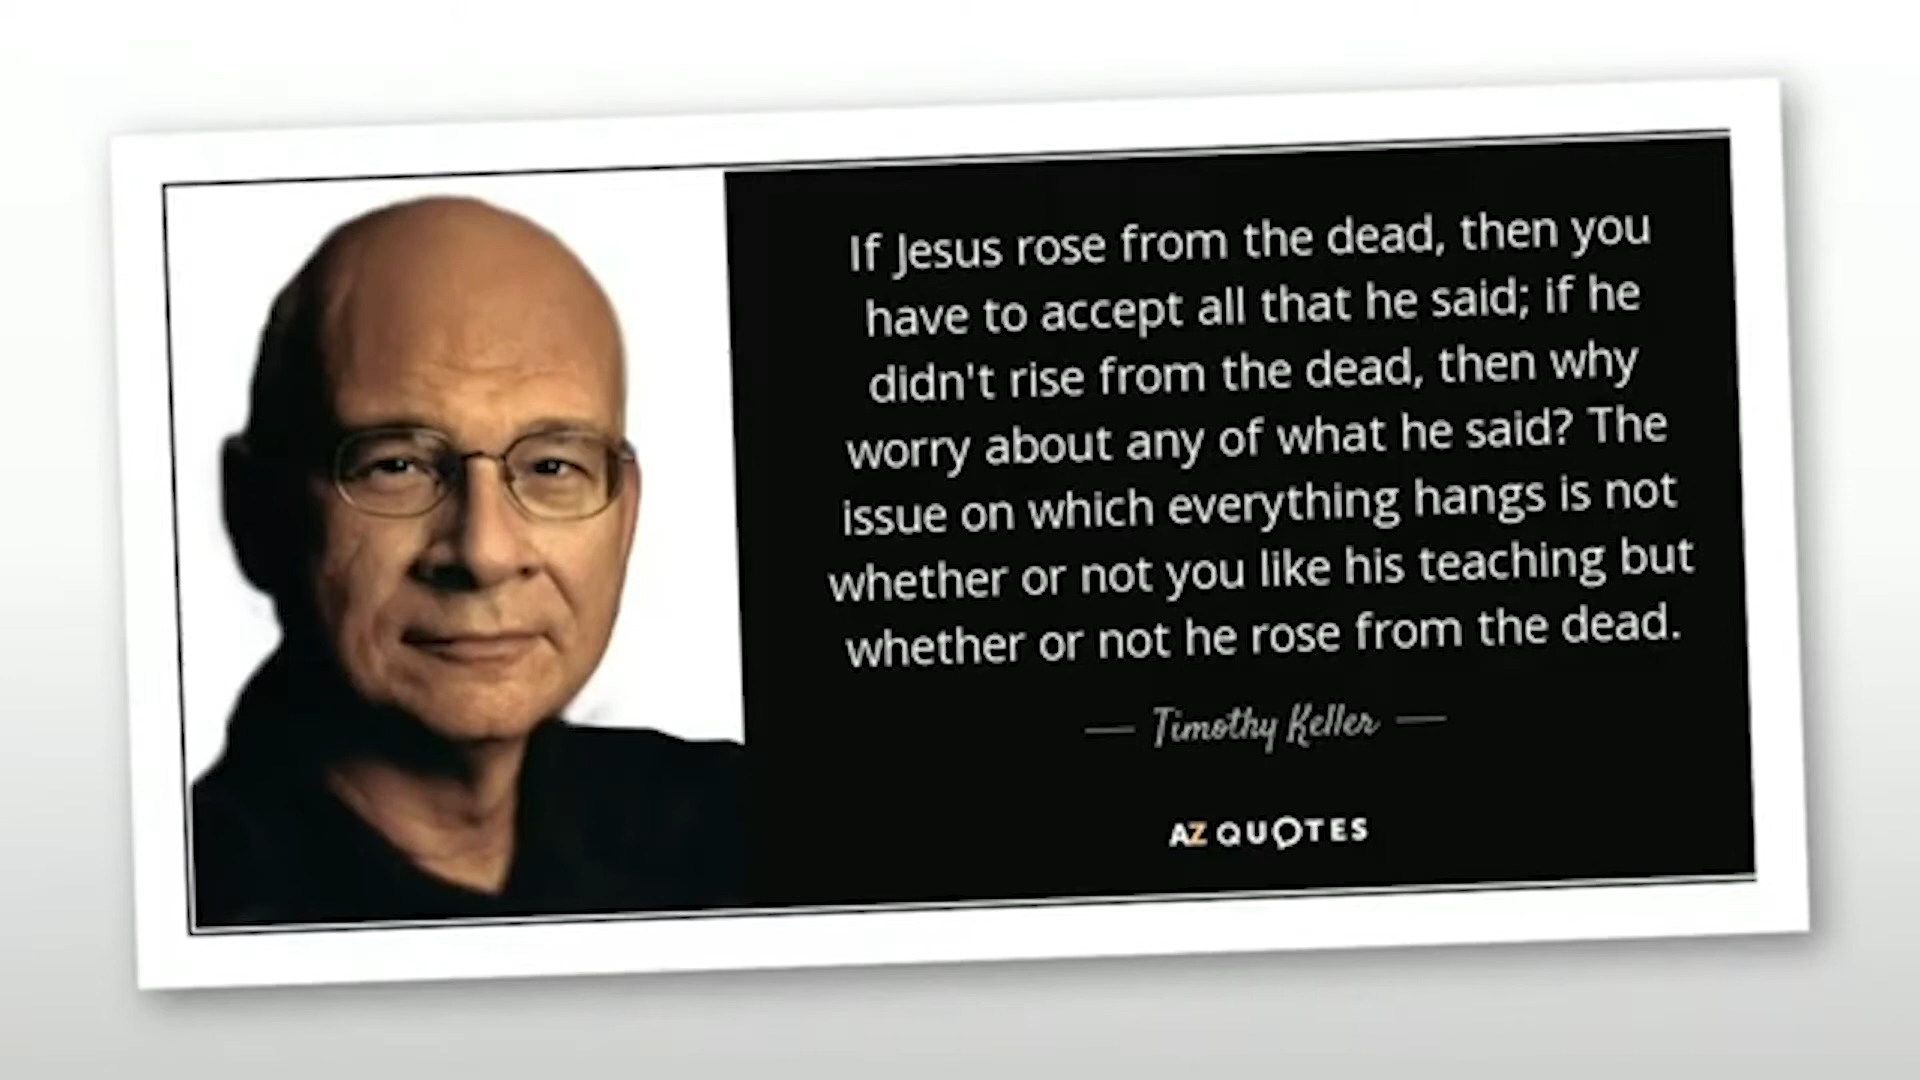 If Jesus rose from the dead, then you
have to accept all that he said; if he
didn't rise from the dead, then why
worry about any of what he said? The
issue on which everything hangs is not
whether or not you like his teaching but
whether or not he rose from the dead.
— Timothy Keller —
AZ QUOTES